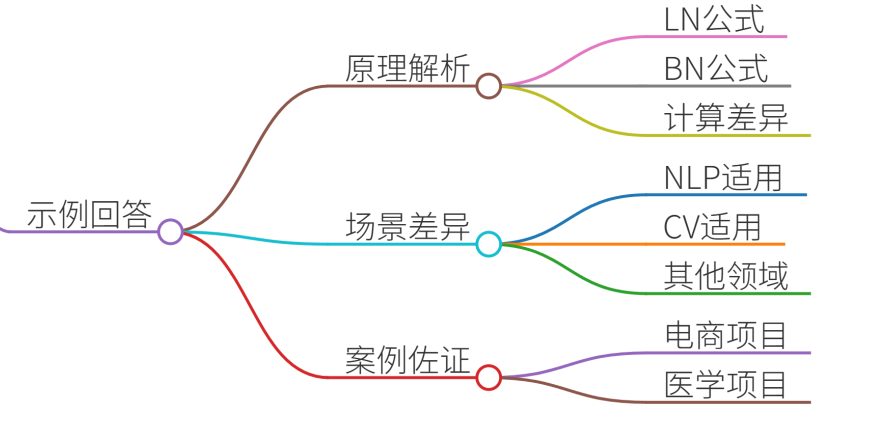 示例回答
原理解析
LN公式
BN公式
计算差异
场景差异
NLP适用
CV适用
其他领域
案例佐证
电商项目
医学项目